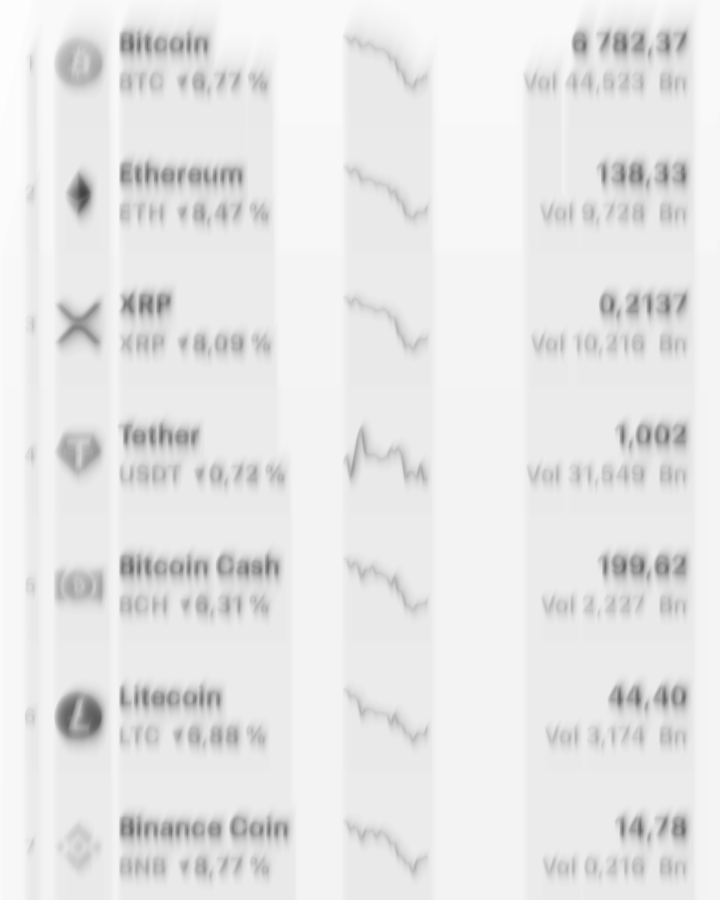 1
Bitcoin 6 782,37
BTC ▼6,77 % Vol 44,523 Bn
2
Ethereum 138,33
ETH ▼8,47 % Vol 9,728 Bn
3
XRP 0,2137
XRP ▼8,09 % Vol 10,216 Bn
4
Tether 1,002
USDT ▼0,72 % Vol 31,549 Bn
5
Bitcoin Cash 199,62
BCH ▼6,31 % Vol 2,227 Bn
6
Litecoin 44,40
LTC ▼6,88 % Vol 3,174 Bn
7
Binance Coin 14,78
BNB ▼8,77 % Vol 0,216 Bn